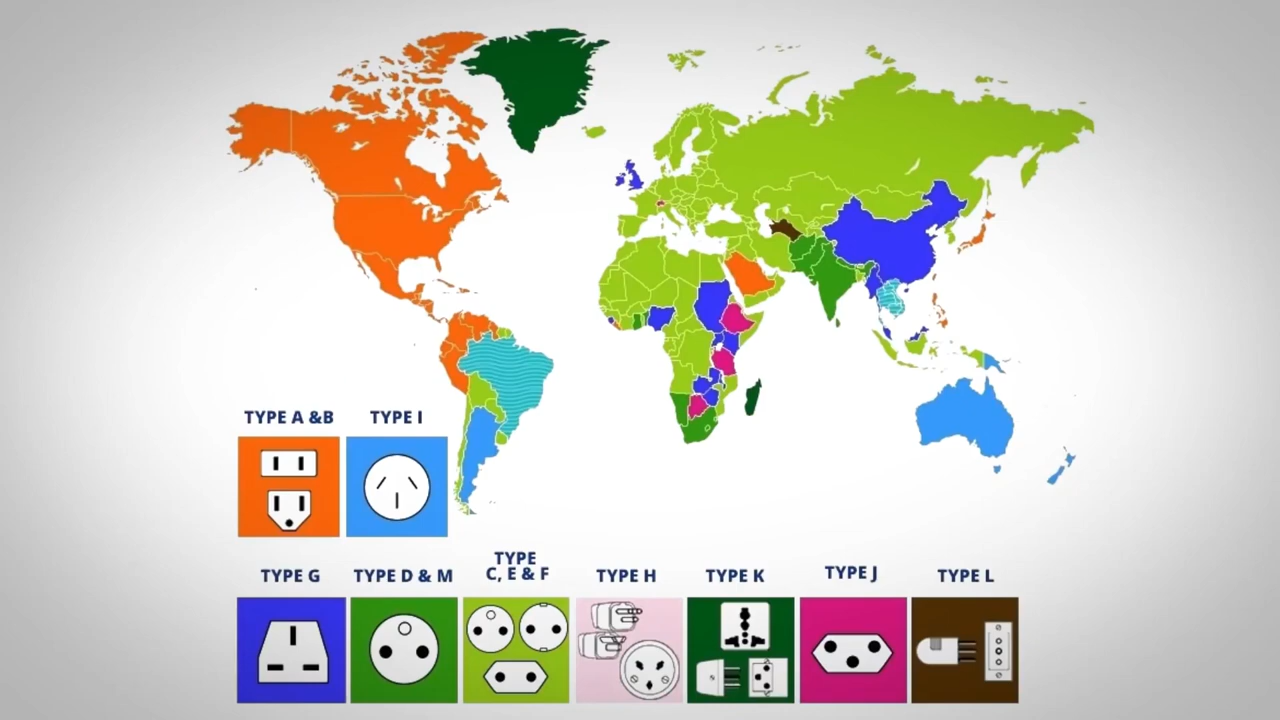 TYPE A &B
TYPE I
TYPE G
TYPE D & M
TYPE
C, E & F
TYPE H
TYPE K
TYPE J
TYPE L